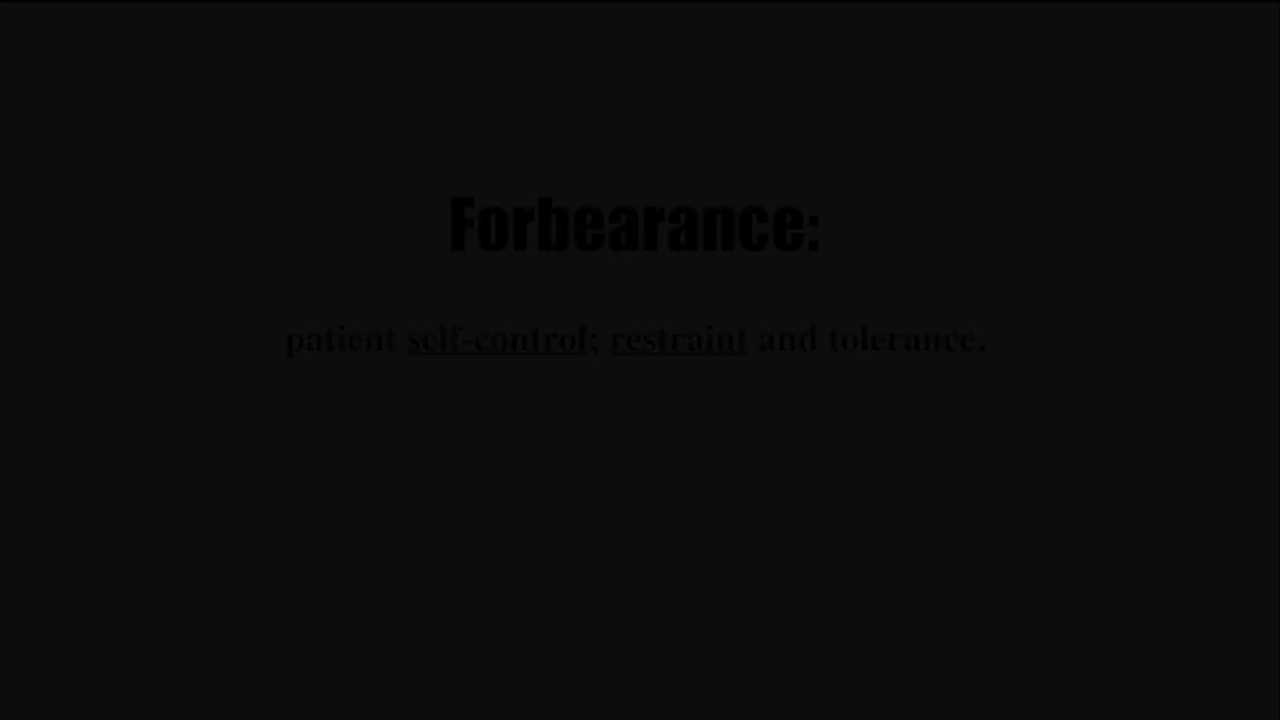 Forbearance:
patient self-control; restraint and tolerance.